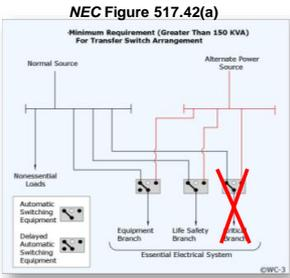 NEC Figure 517.42(a)
Minimum Requirement (Greater Than 150 KVA)
For Transfer Switch Arrangement
Normal Source
Alternate Power
Source
Nonessential
Loads
Automatic
Switching
Equipment
Delayed
Automatic
Switching
Equipment
Equipment
Branch
Life Safety
Branch
Critical
Branch
Essential Electrical System
©WC-3